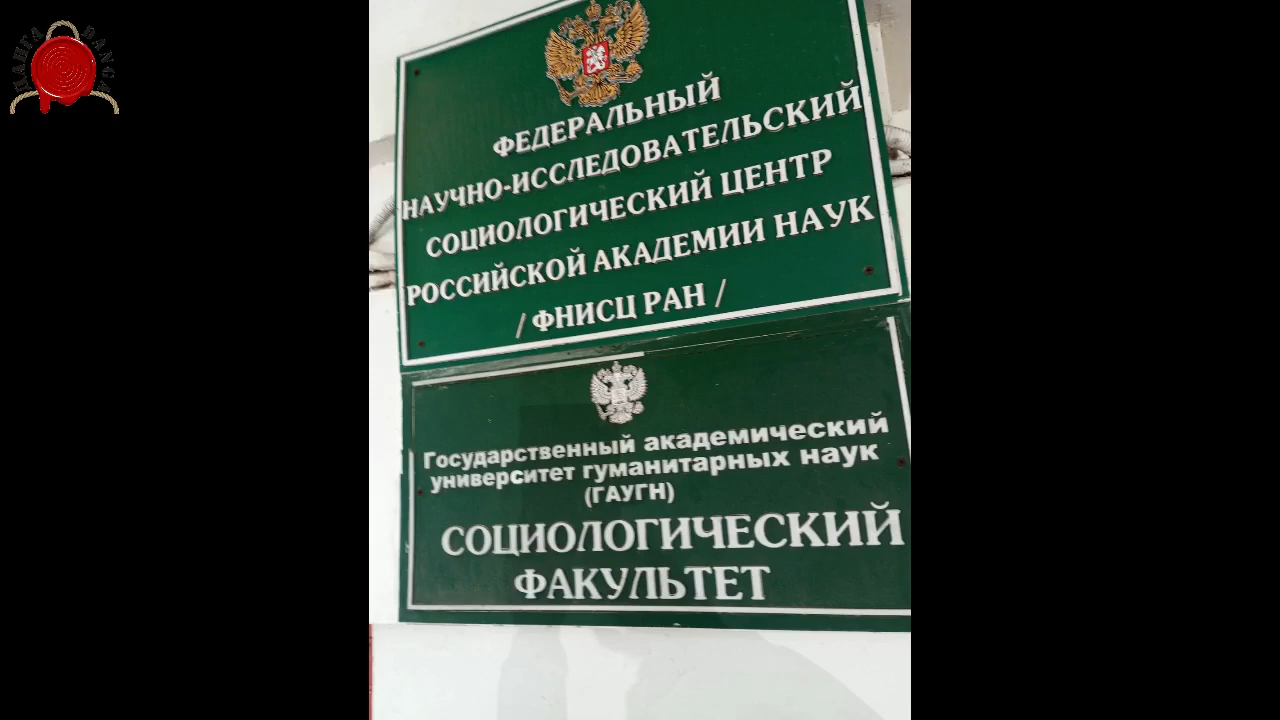 ФЕДЕРАЛЬНЫЙ
НАУЧНО-ИССЛЕДОВАТЕЛЬСКИЙ
СОЦИОЛОГИЧЕСКИЙ ЦЕНТР
РОССИЙСКОЙ АКАДЕМИИ НАУК
/ ФНИСЦ РАН /
Государственный академический
университет гуманитарных наук
(ГАУГН)
СОЦИОЛОГИЧЕСКИЙ
ФАКУЛЬТЕТ